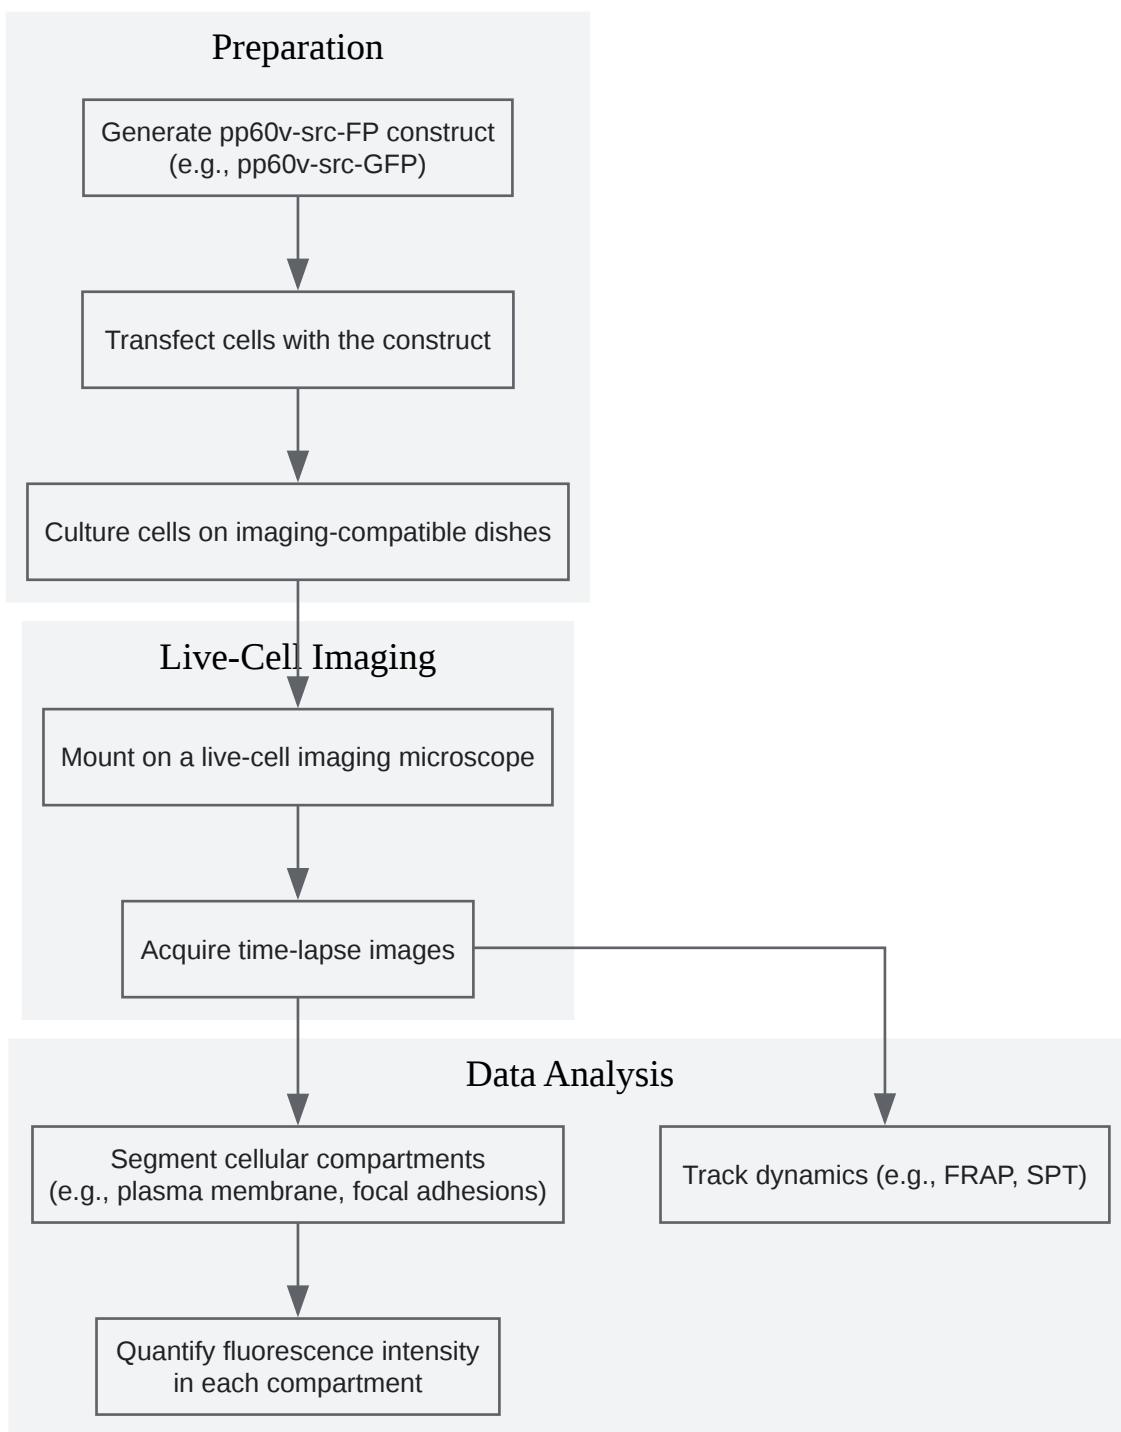 Preparation
Generate pp60v-src-FP construct
(e.g., pp60v-src-GFP)
Transfect cells with the construct
Culture cells on imaging-compatible dishes
Live-Cell Imaging
Mount on a live-cell imaging microscope
Acquire time-lapse images
Data Analysis
Segment cellular compartments
(e.g., plasma membrane, focal adhesions)
Track dynamics (e.g., FRAP, SPT)
Quantify fluorescence intensity
in each compartment